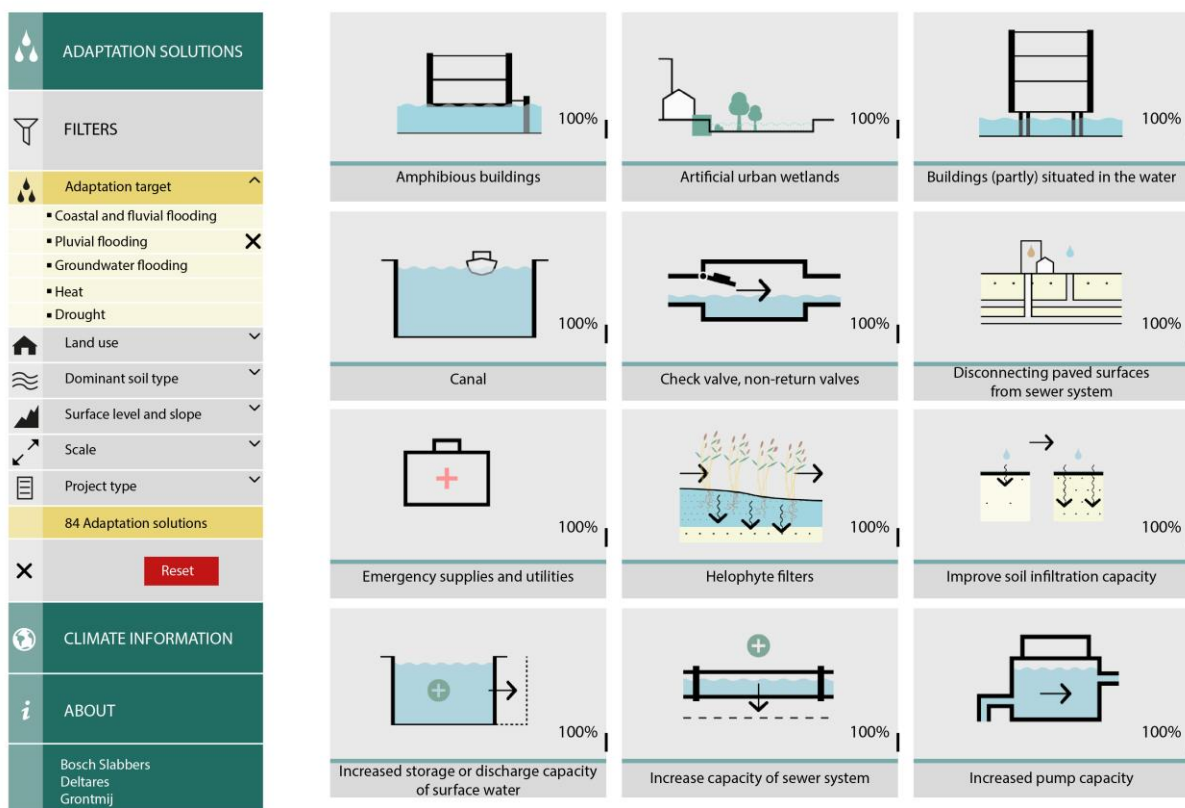 ADAPTATION SOLUTIONS
FILTERS
Adaptation target
▪ Coastal and fluvial flooding
▪ Pluvial flooding
▪ Groundwater flooding
▪ Heat
▪ Drought
Land use
Dominant soil type
Surface level and slope
Scale
Project type
84 Adaptation solutions
Reset
CLIMATE INFORMATION
i
ABOUT
Bosch Slabbers
Deltares
Grontmij
100%
Amphibious buildings
100%
Artificial urban wetlands
100%
Buildings (partly) situated in the water
100%
Canal
100%
Check valve, non-return valves
100%
Disconnecting paved surfaces
from sewer system
100%
Emergency supplies and utilities
100%
Helophyte filters
100%
Improve soil infiltration capacity
100%
Increased storage or discharge capacity
of surface water
100%
Increase capacity of sewer system
100%
Increased pump capacity